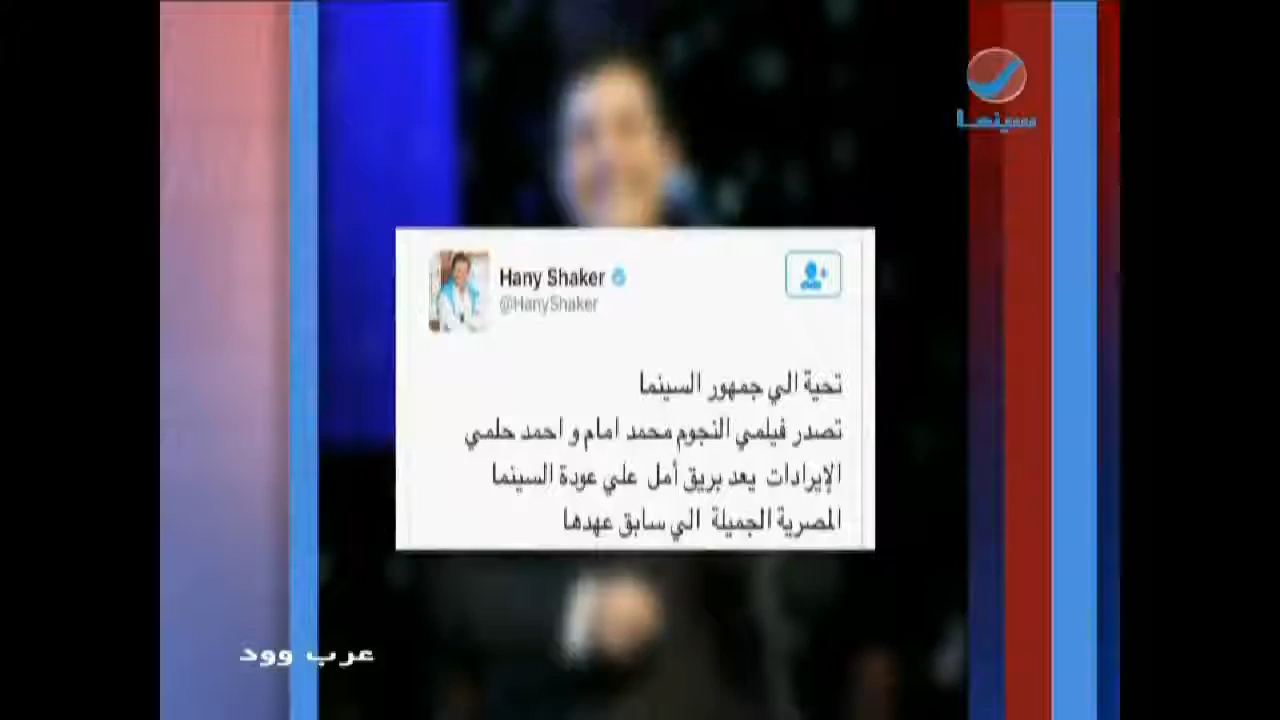 سينما
Hany Shaker
@HanyShaker
تحية الي جمهور السينما
تصدر فيلمي النجوم محمد امام و احمد حلمي
الإيرادات يعد بريق أمل علي عودة السينما
المصرية الجميلة الي سابق عهدها
عرب وود